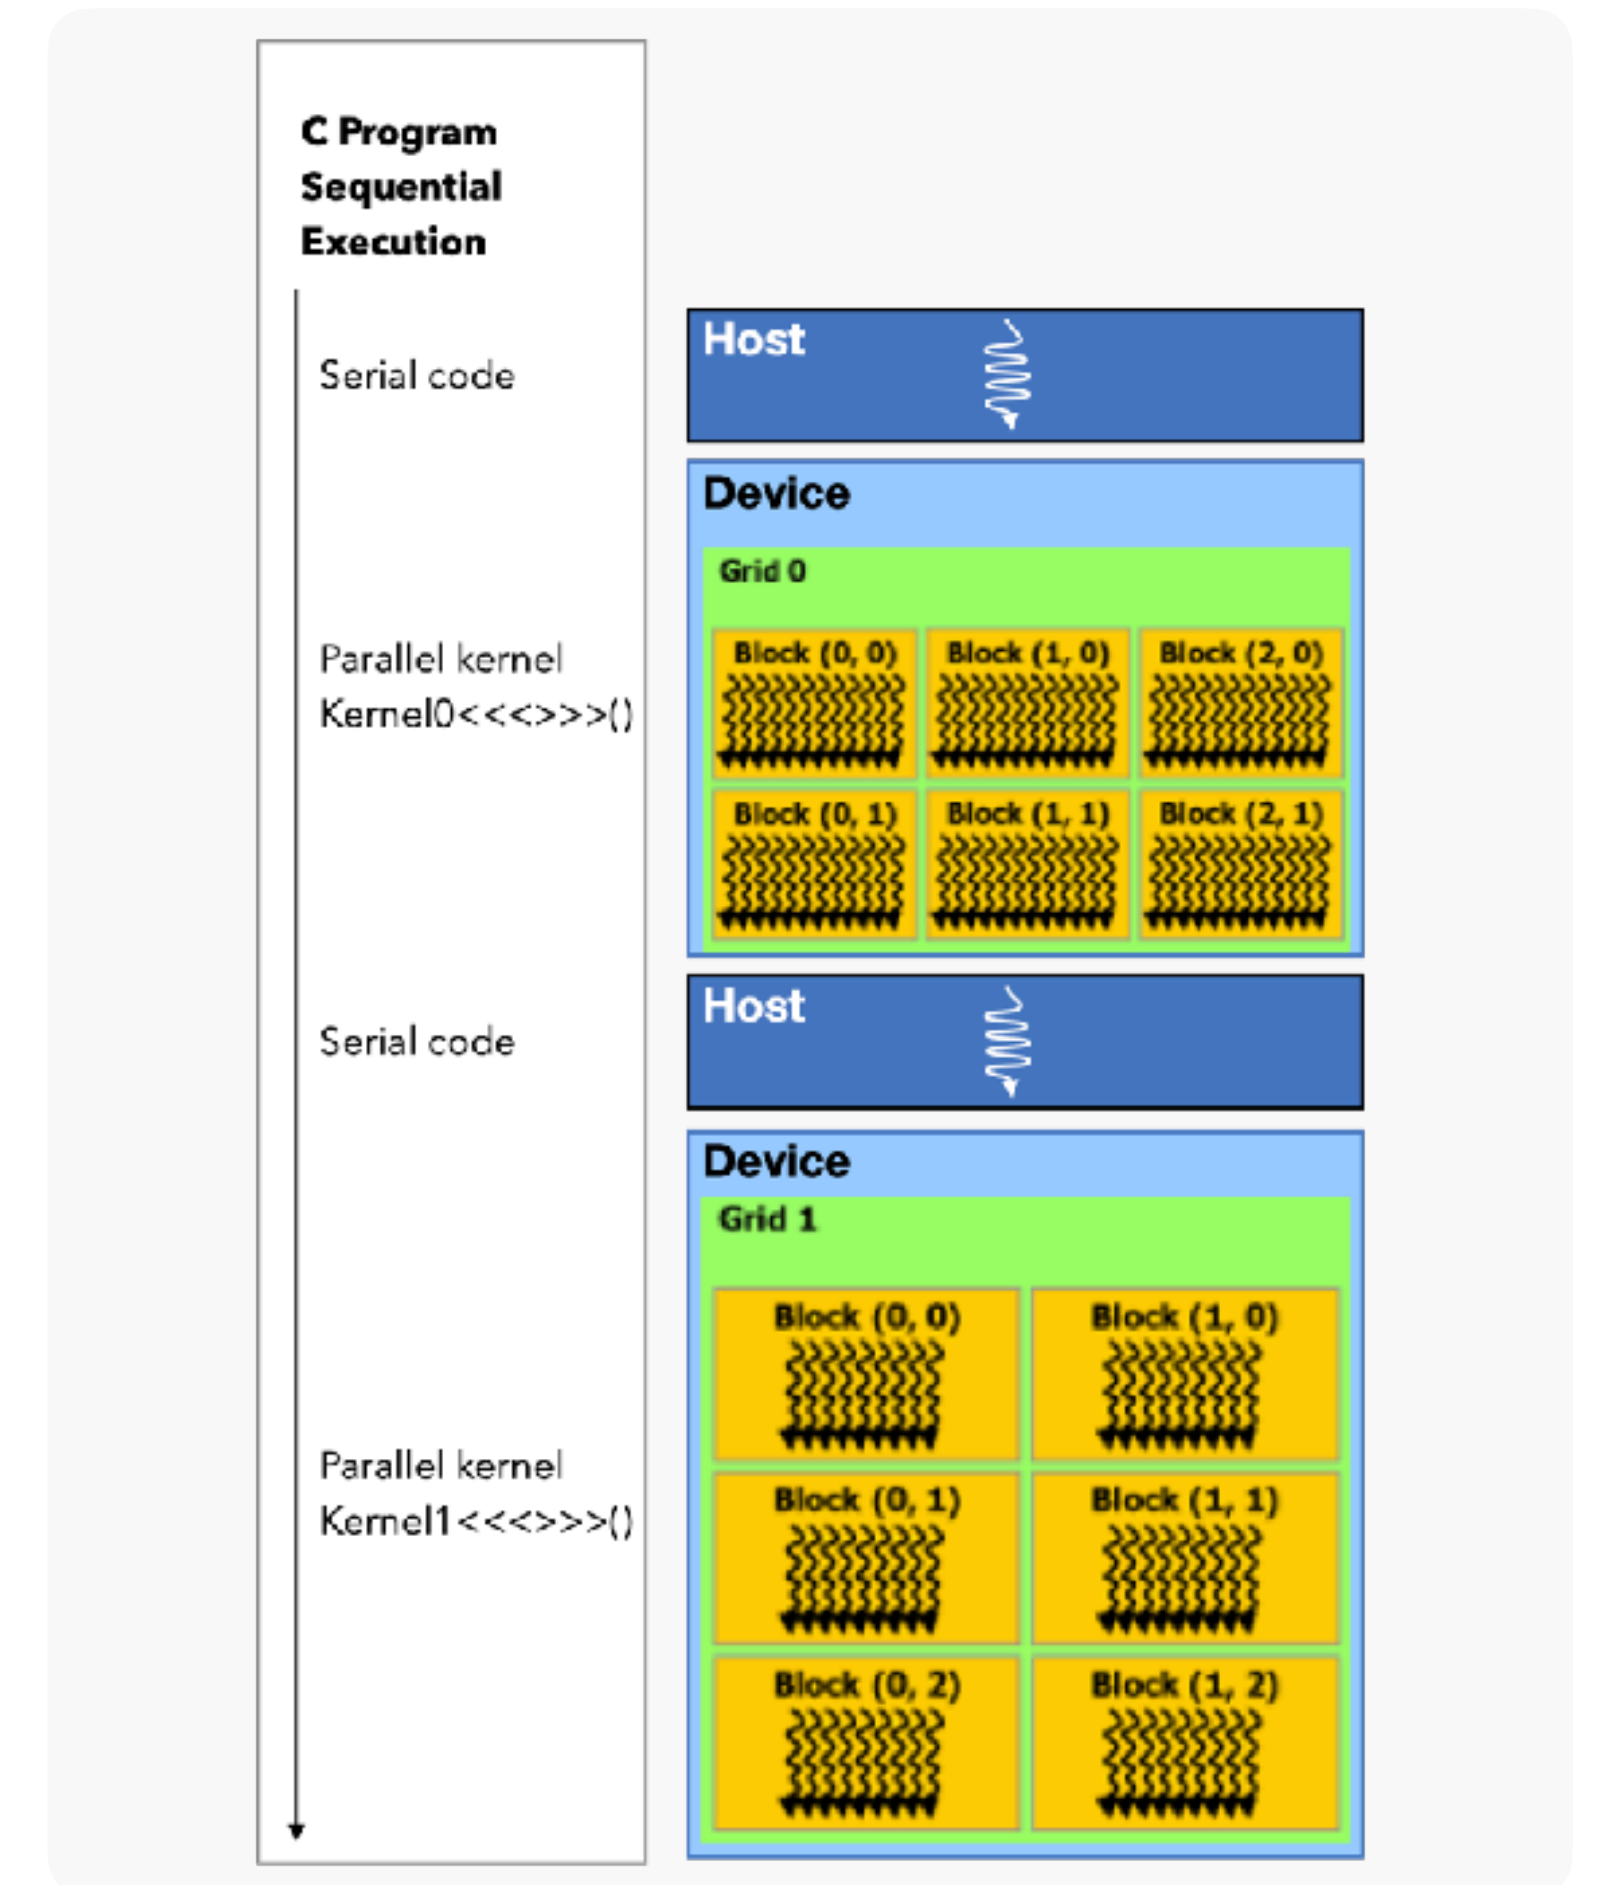 C Program
Sequential
Execution
Serial code
Host
Device
Grid 0
Parallel kernel
Kernel0<<<>>>()
Block (0, 0)
Block (1, 0)
Block (2, 0)
Block (0, 1)
Block (1, 1)
Block (2, 1)
Serial code
Host
Device
Grid 1
Parallel kernel
Kernel1<<<>>>()
Block (0, 0)
Block (1, 0)
Block (0, 1)
Block (1, 1)
Block (0, 2)
Block (1, 2)